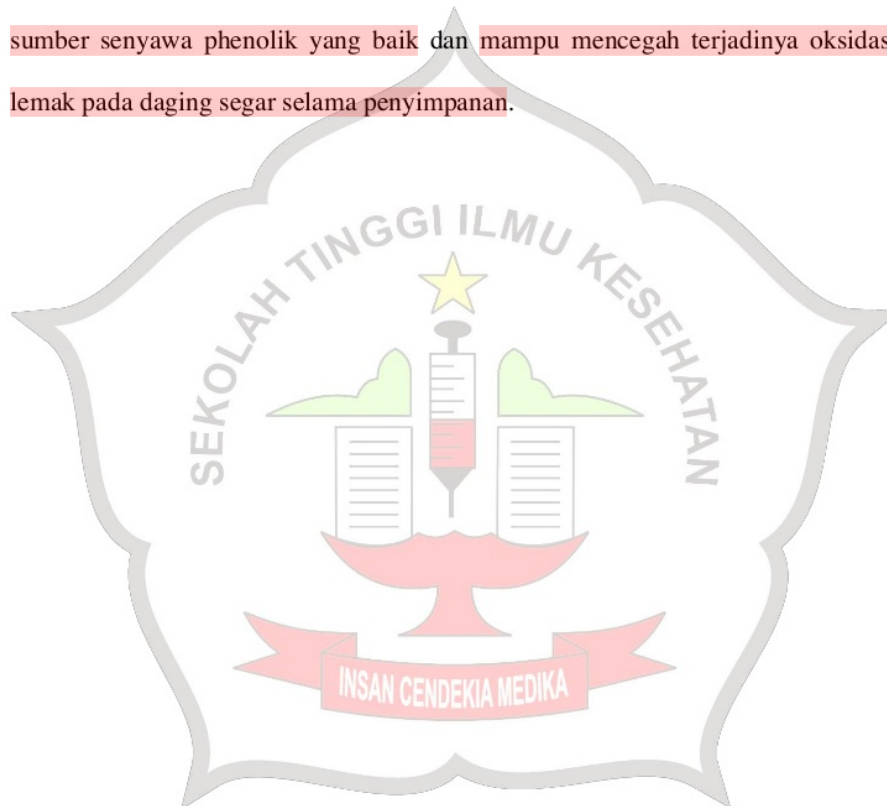 sumber senyawa phenolik yang baik dan mampu mencegah terjadinya oksidas
lemak pada daging segar selama penyimpanan.
SEKOLAH TINGGI ILMU KESEHATAN
INSAN CENDEKIA MEDIKA